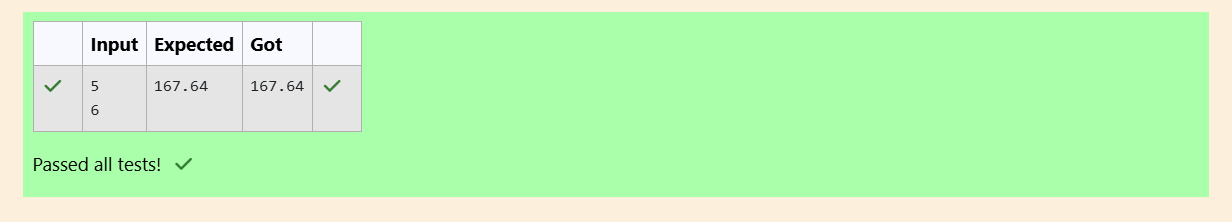 Input Expected Got
5 167.64 167.64
6
Passed all tests!